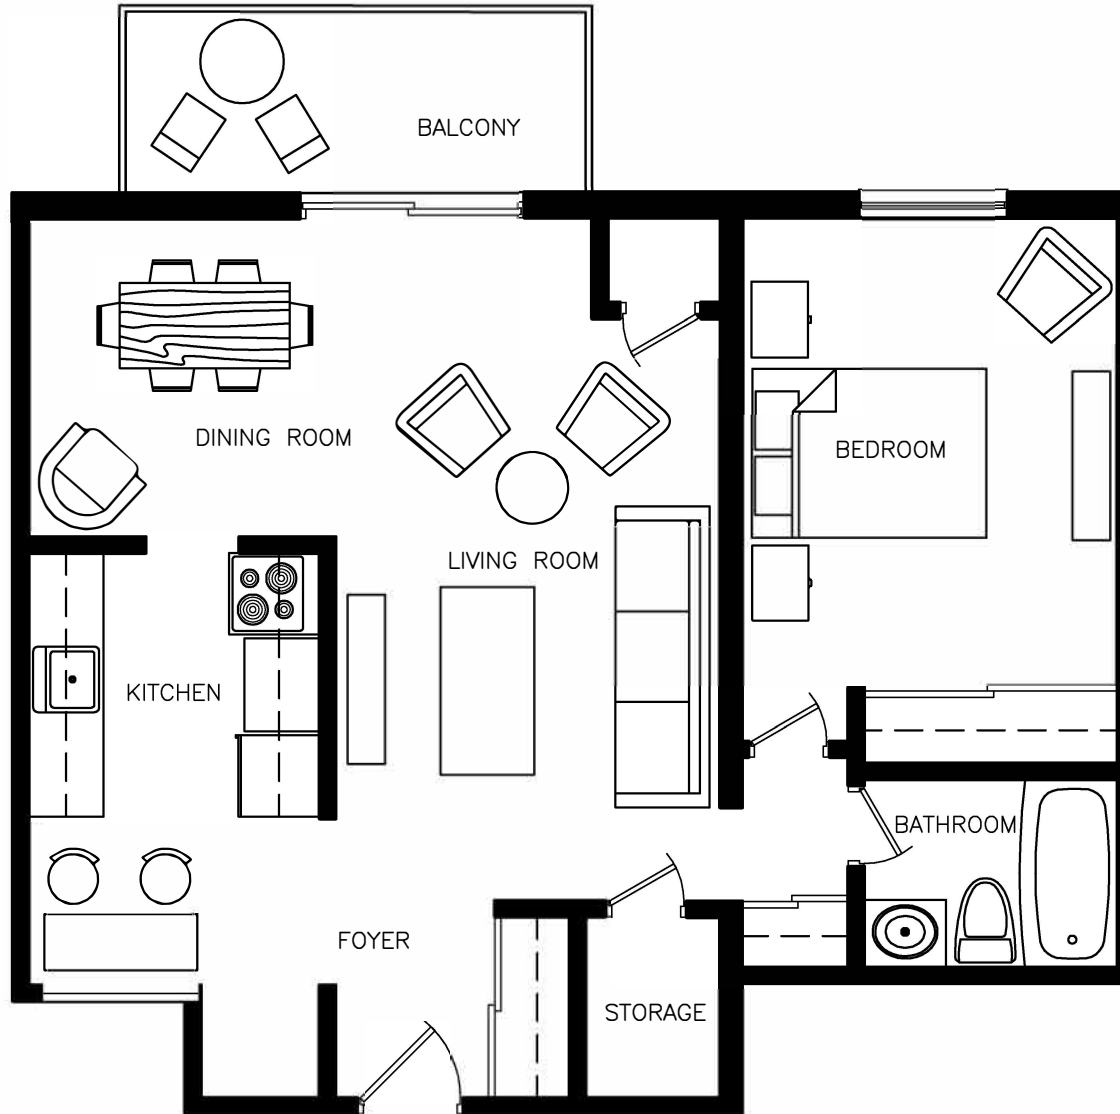 BALCONY
DINING ROOM
BEDROOM
LIVING ROOM
KITCHEN
BATHROOM
FOYER
STORAGE